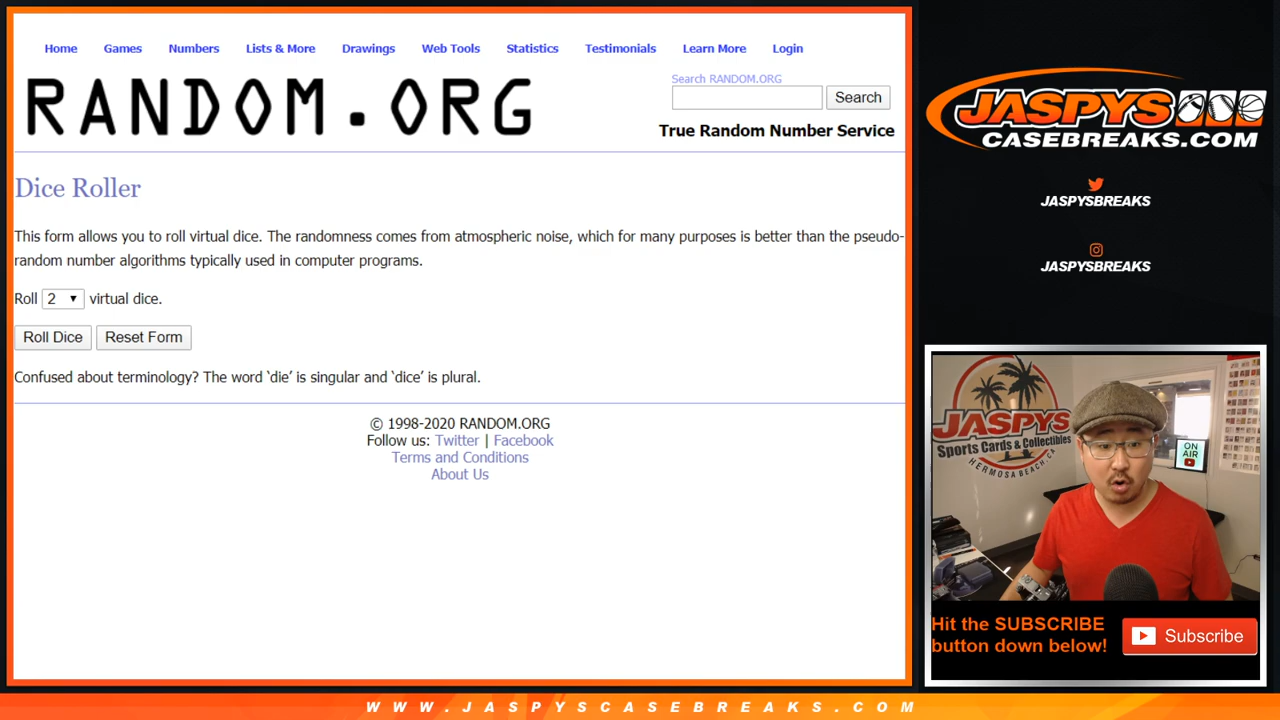 Home Games Numbers Lists & More Drawings Web Tools Statistics Testimonials Learn More Login
RANDOM.ORG
Search RANDOM.ORG
Search
True Random Number Service
Dice Roller
This form allows you to roll virtual dice. The randomness comes from atmospheric noise, which for many purposes is better than the pseudo-
random number algorithms typically used in computer programs.
Roll 2 virtual dice.
Roll Dice Reset Form
Confused about terminology? The word ‘die’ is singular and ‘dice’ is plural.
© 1998-2020 RANDOM.ORG
Follow us: Twitter | Facebook
Terms and Conditions
About Us
JASPYS
CASEBREAKS.COM
JASPYSBREAKS
JASPYSBREAKS
JASPYS
Sports Cards & Collectibles
HERMOSA BEACH, CA
ON
AIR
Hit the SUBSCRIBE
button down below!
Subscribe
WWW.JASPYSCASEBREAKS.COM